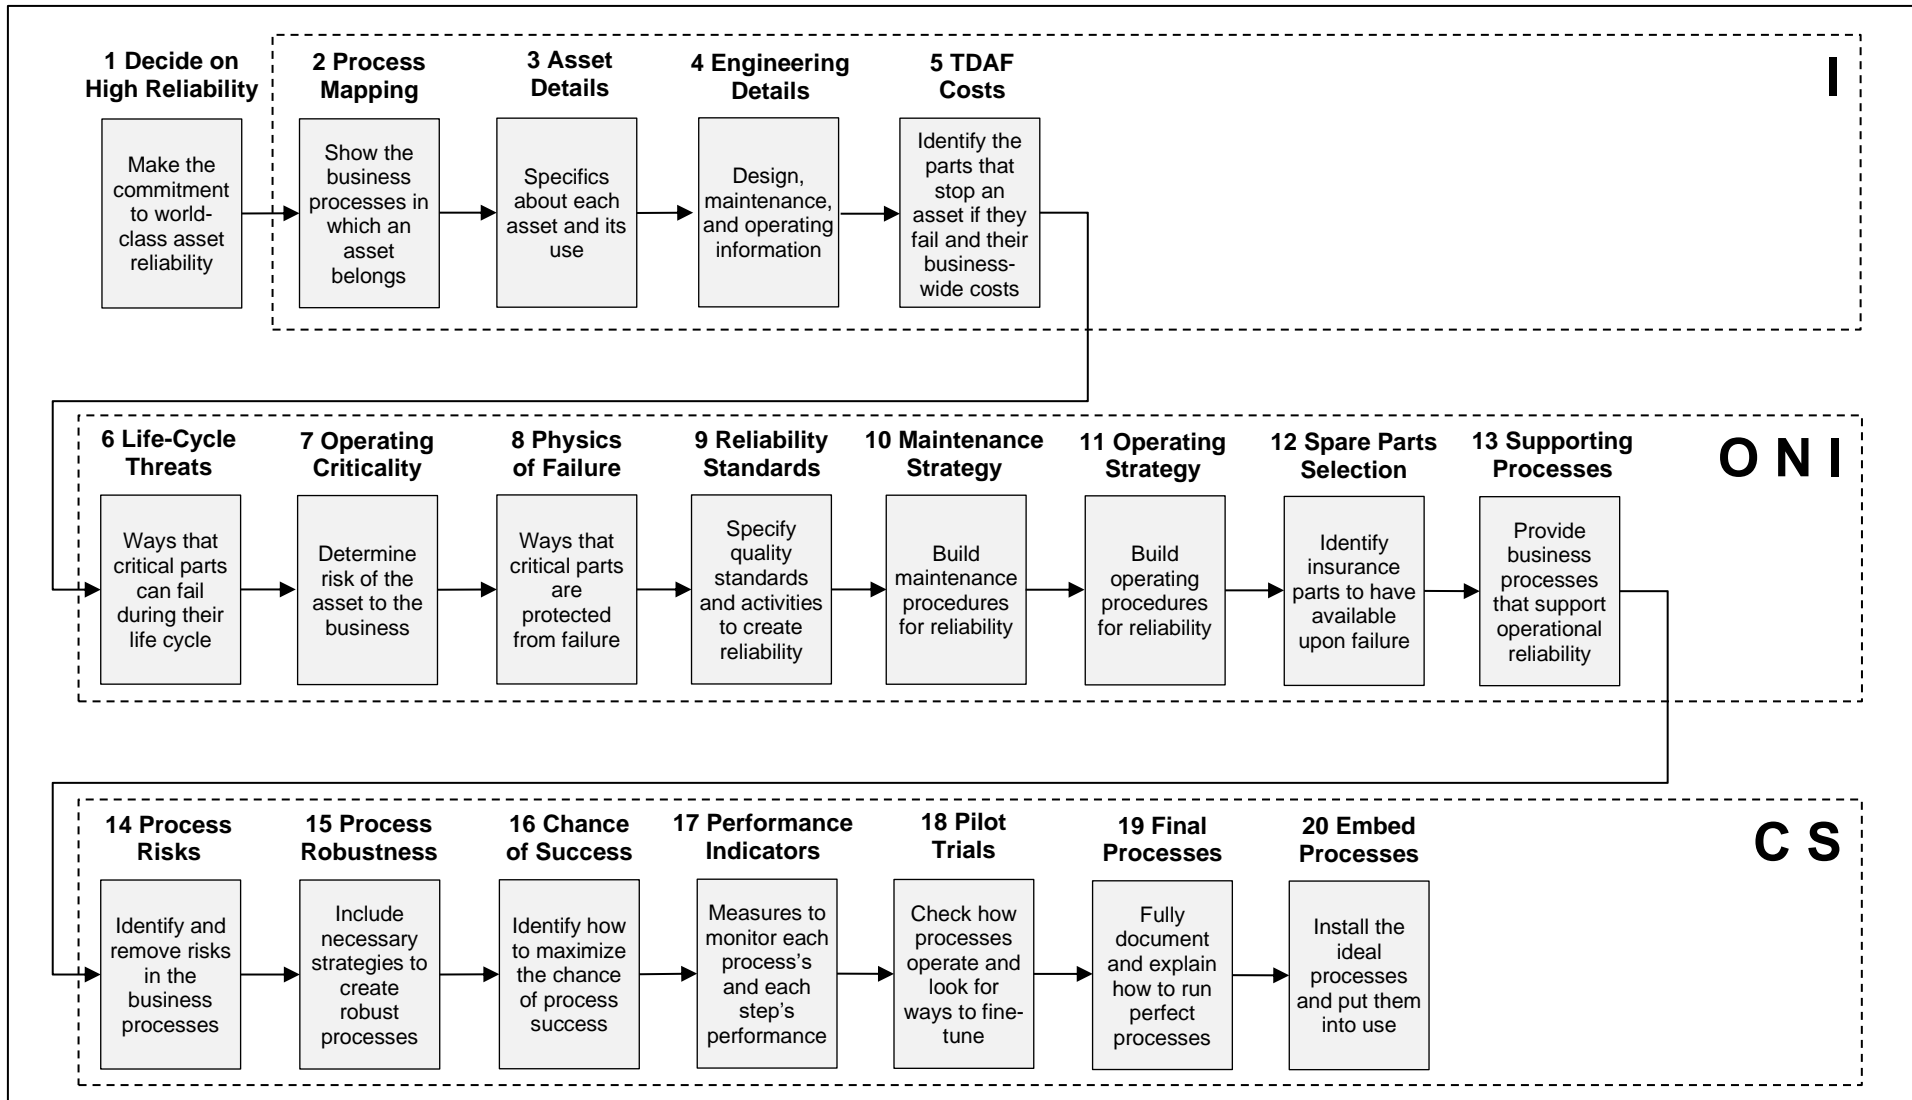 1 Decide on
High Reliability
Make the
commitment
to world-
class asset
reliability
2 Process
Mapping
Show the
business
processes in
which an
asset
belongs
3 Asset
Details
Specifics
about each
asset and its
use
4 Engineering
Details
Design,
maintenance,
and operating
information
5 TDAF
Costs
Identify the
parts that
stop an
asset if they
fail and their
business-
wide costs
I
6 Life-Cycle
Threats
Ways that
critical parts
can fail
during their
life cycle
7 Operating
Criticality
Determine
risk of the
asset to the
business
8 Physics
of Failure
Ways that
critical parts
are
protected
from failure
9 Reliability
Standards
Specify
quality
standards
and activities
to create
reliability
10 Maintenance
Strategy
Build
maintenance
procedures
for reliability
11 Operating
Strategy
Build
operating
procedures
for reliability
12 Spare Parts
Selection
Identify
insurance
parts to have
available
upon failure
13 Supporting
Processes
Provide
business
processes
that support
operational
reliability
O N I
14 Process
Risks
Identify and
remove risks
in the
business
processes
15 Process
Robustness
Include
necessary
strategies to
create
robust
processes
16 Chance
of Success
Identify how
to maximize
the chance
of process
success
17 Performance
Indicators
Measures to
monitor each
process’s
and each
step’s
performance
18 Pilot
Trials
Check how
processes
operate and
look for
ways to fine-
tune
19 Final
Processes
Fully
document
and explain
how to run
perfect
processes
20 Embed
Processes
Install the
ideal
processes
and put them
into use
C S